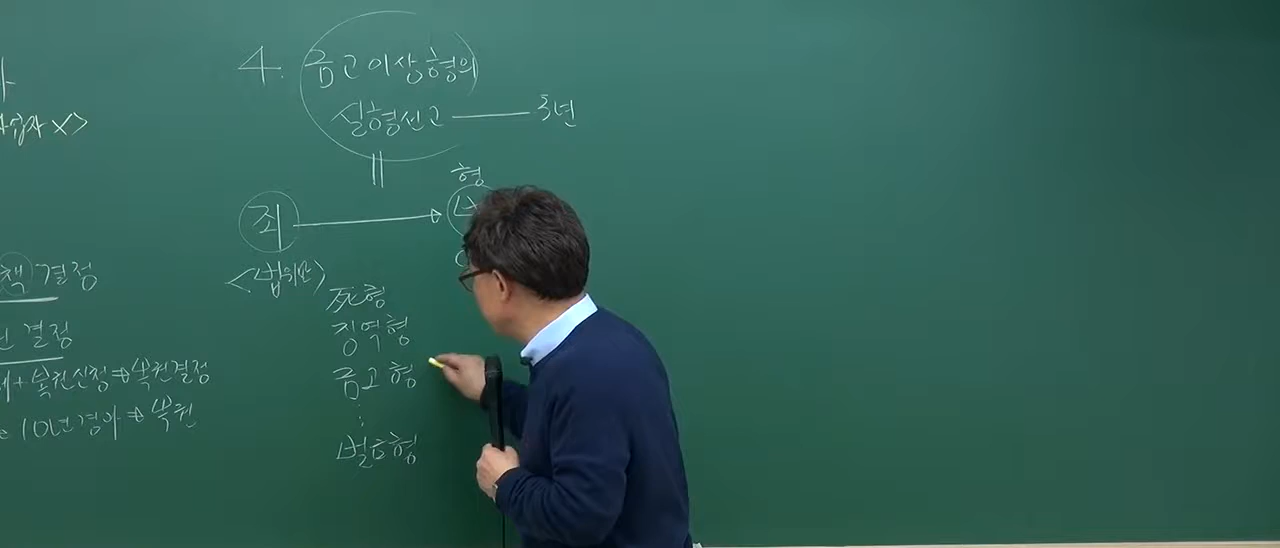 4. 금고이상형의
실형선고 — 3년
형
죄
<법위반>
死형
징역형
금고형
⋮
벌금형
책 결정
결정
+ 복권신청 ⇒ 복권결정
10년경과 ⇒ 복권